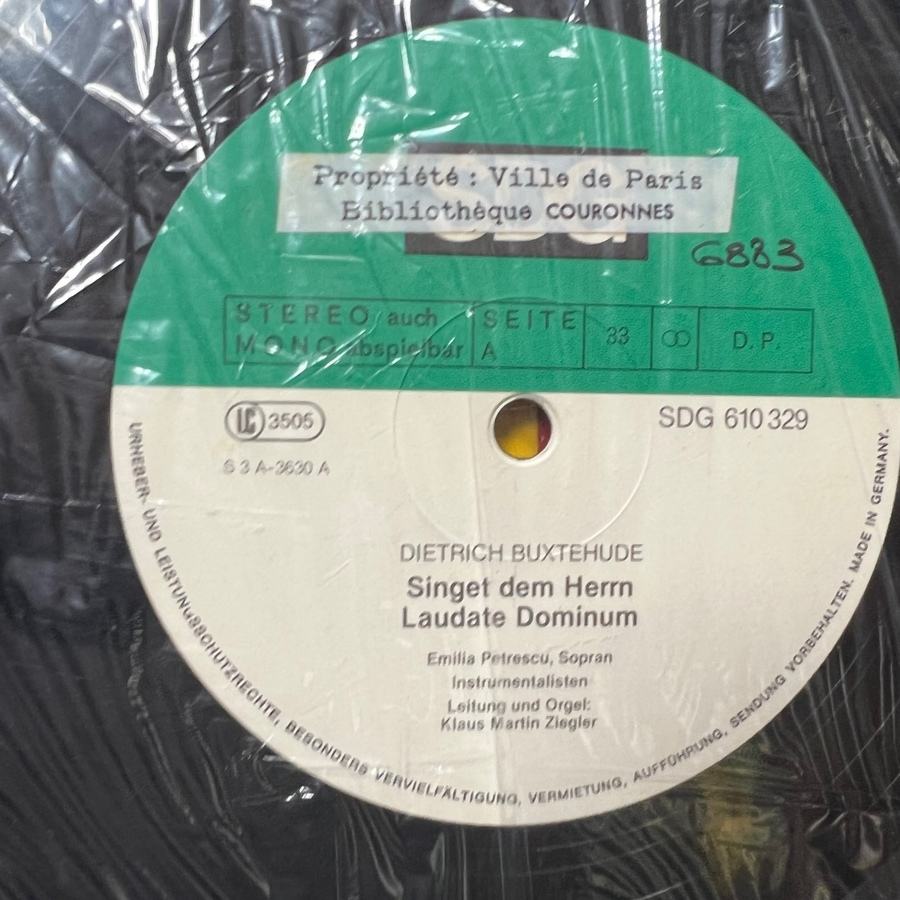 Propriété : Ville de Paris
Bibliothèque COURONNES
6883
STEREO auch
MONO abspielbar
SEITE
A
33
D. P.
LC 3505
SDG 610 329
S 3 A-3630 A
DIETRICH BUXTEHUDE
Singet dem Herrn
Laudate Dominum
Emilia Petrescu, Sopran
Instrumentalisten
Leitung und Orgel:
Klaus Martin Ziegler
URHEBER- UND LEISTUNGSSCHUTZRECHTE, BESONDERS VERVIELFÄLTIGUNG, VERMIETUNG, AUFFÜHRUNG, SENDUNG VORBEHALTEN. MADE IN GERMANY.